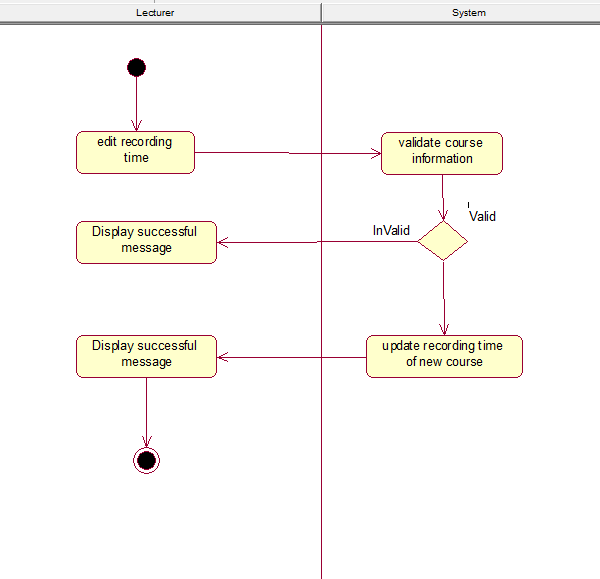 Lecturer
System
edit recording
time
validate course
information
Valid
InValid
Display successful
message
Display successful
message
update recording time
of new course